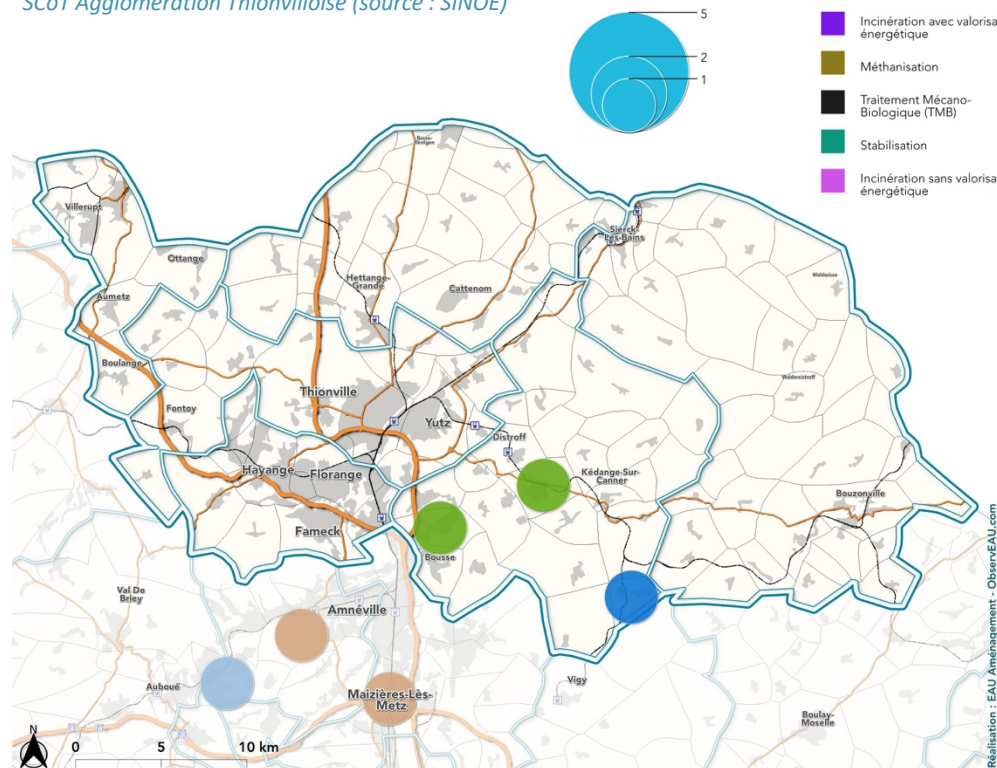 SCoT Agglomération Thionvilloise (source : SINOE)
5
2
1
Incinération avec valorisa
énergétique
Méthanisation
Traitement Mécano-
Biologique (TMB)
Stabilisation
Incinération sans valorisa
énergétique
Villerupt
Ottange
Aumetz
Boulange
Fontoy
Hettange-
Grande
Cattenom
Sierck-
Les-Bains
Waldwisse
Waldweistroff
Thionville
Yutz
Distroff
Hayange
Florange
Fameck
Kédange-Sur-
Canner
Bouzonville
Bousse
Val De
Briey
Amnéville
Auboué
Maizières-Lès-
Metz
Vigy
Boulay-
Moselle
N
0 5 10 km
Réalisation : EAU Aménagement - ObservEAU.com